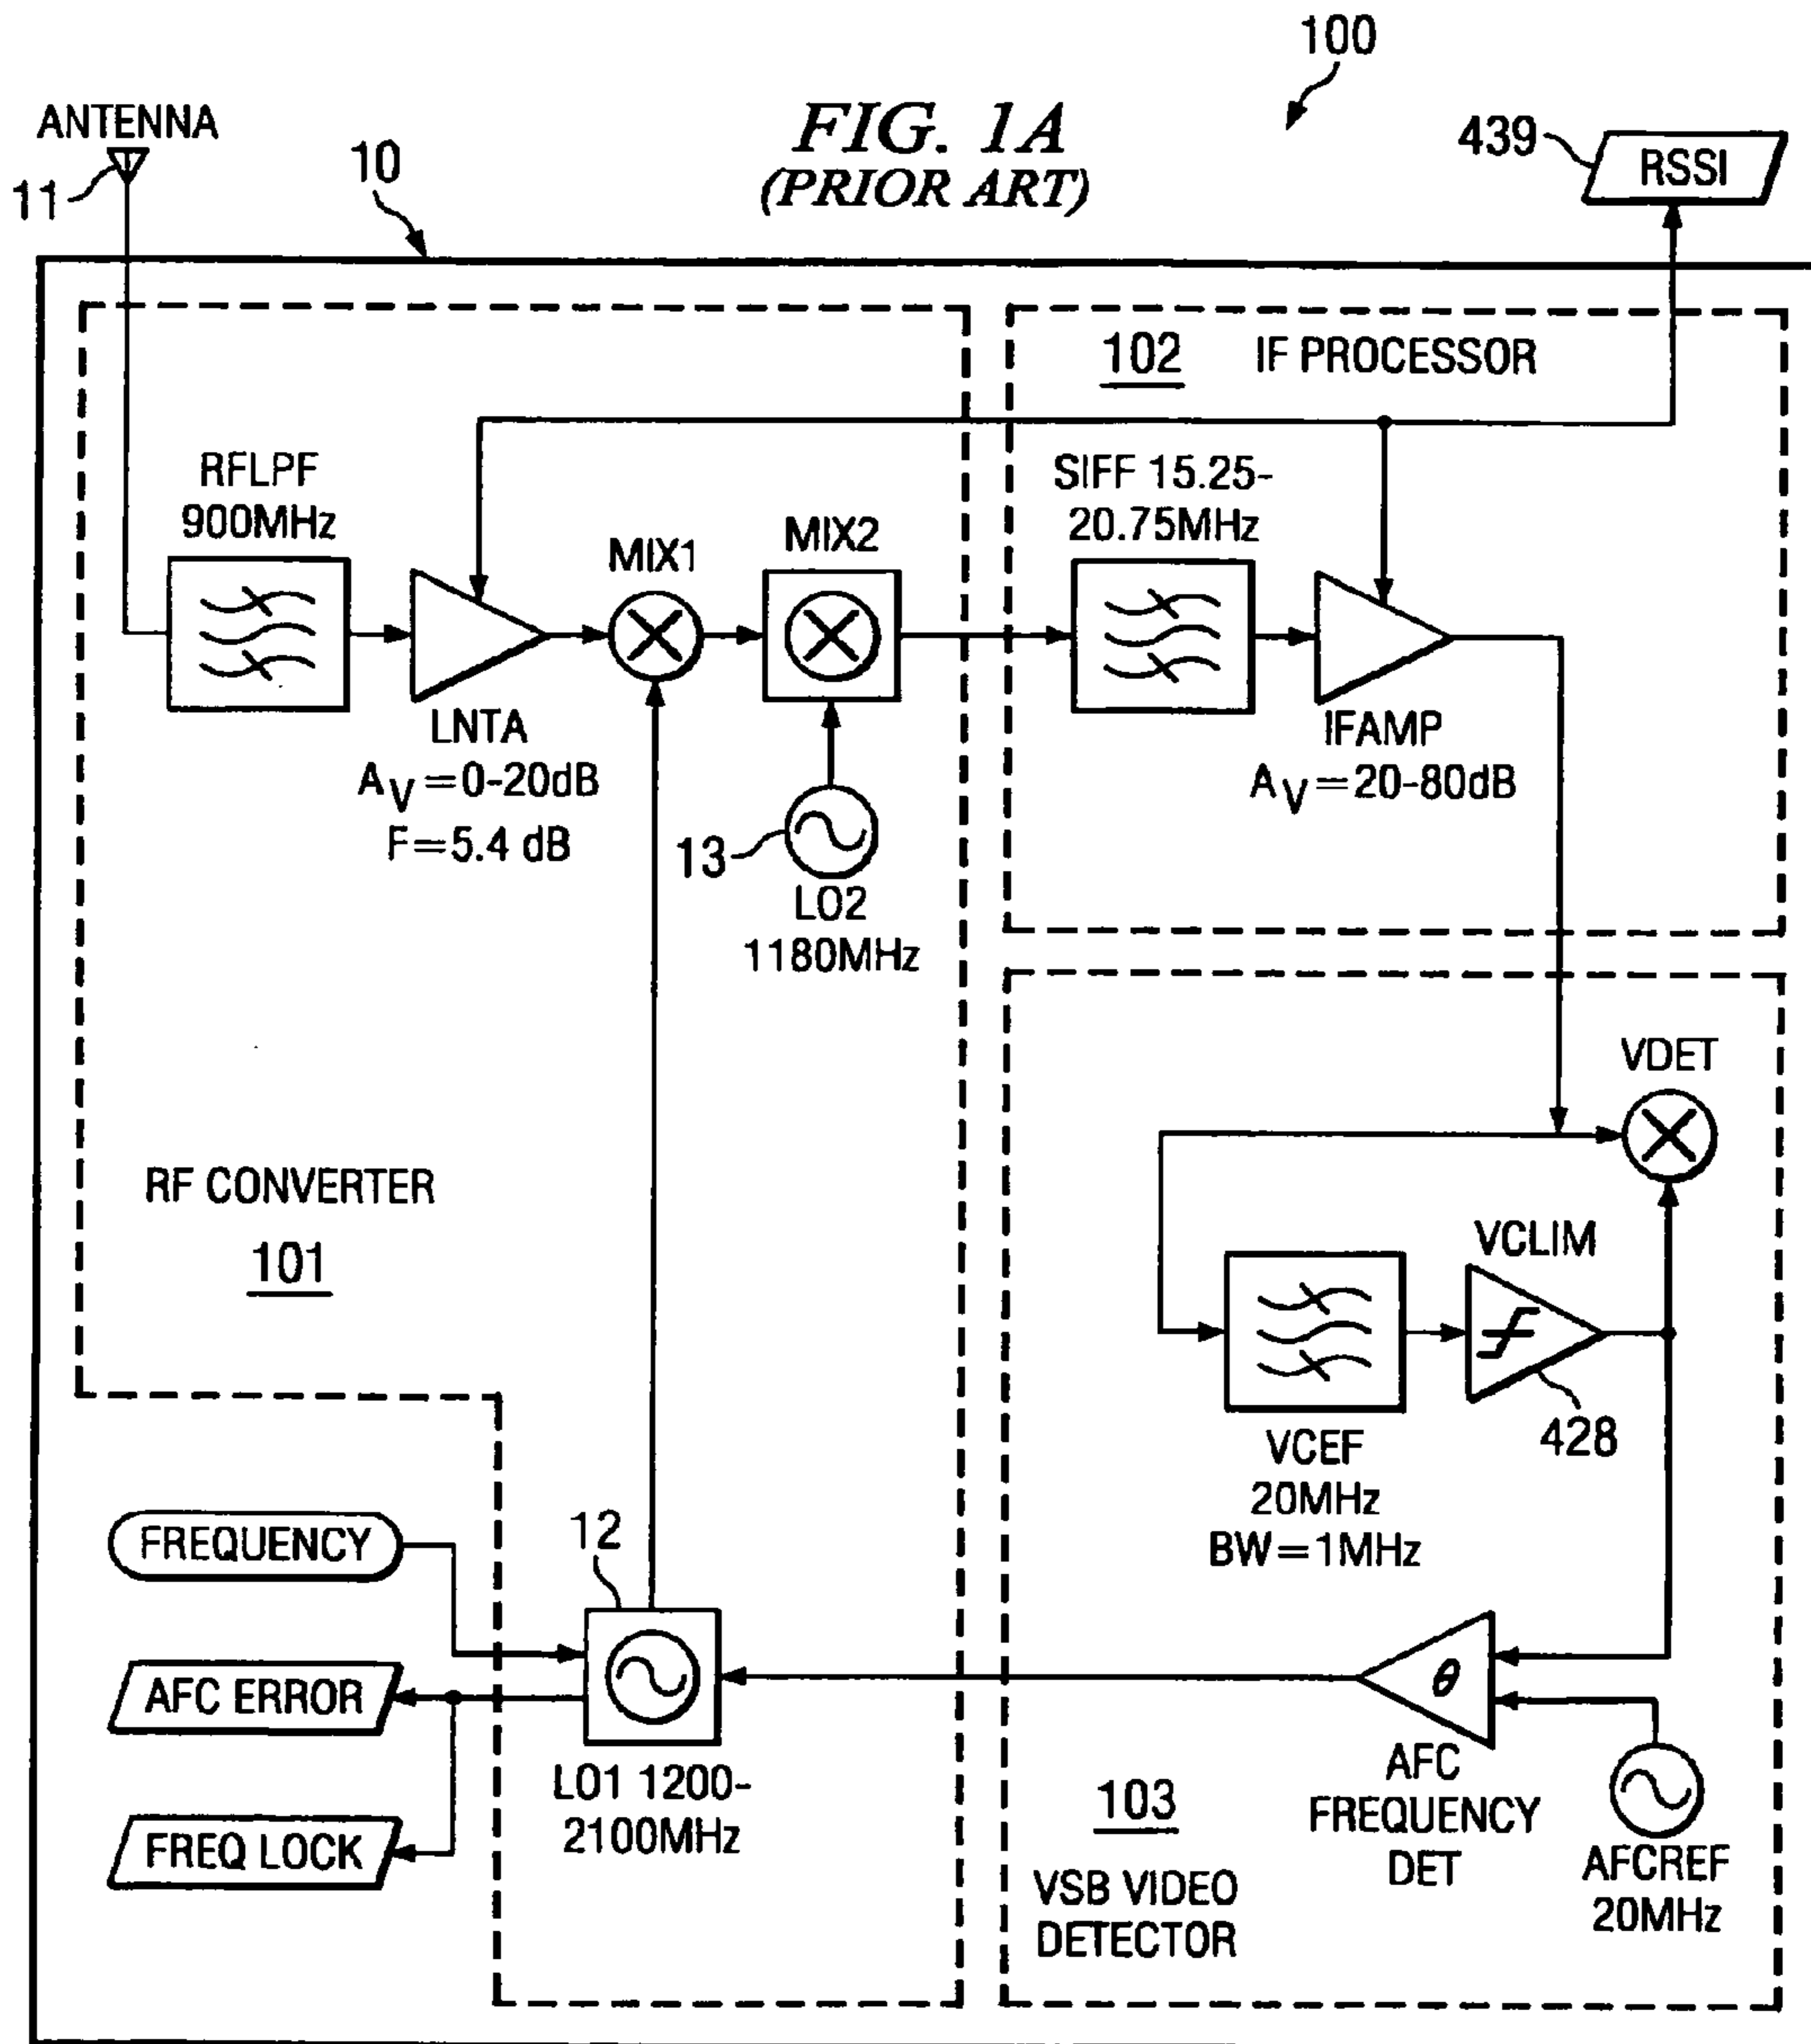 100
FIG. 1A
(PRIOR ART)
ANTENNA
11
10
439
RSSI
102
IF PROCESSOR
RFLPF
900MHz
LNTA
A_V=0-20dB
F=5.4 dB
MIX1
MIX2
13
LO2
1180MHz
SIFF 15.25-
20.75MHz
IFAMP
A_V=20-80dB
RF CONVERTER
101
VDET
VCLIM
428
VCEF
20MHz
BW=1MHz
FREQUENCY
12
AFC ERROR
FREQ LOCK
LO1 1200-
2100MHz
θ
AFC
FREQUENCY
DET
AFCREF
20MHz
103
VSB VIDEO
DETECTOR